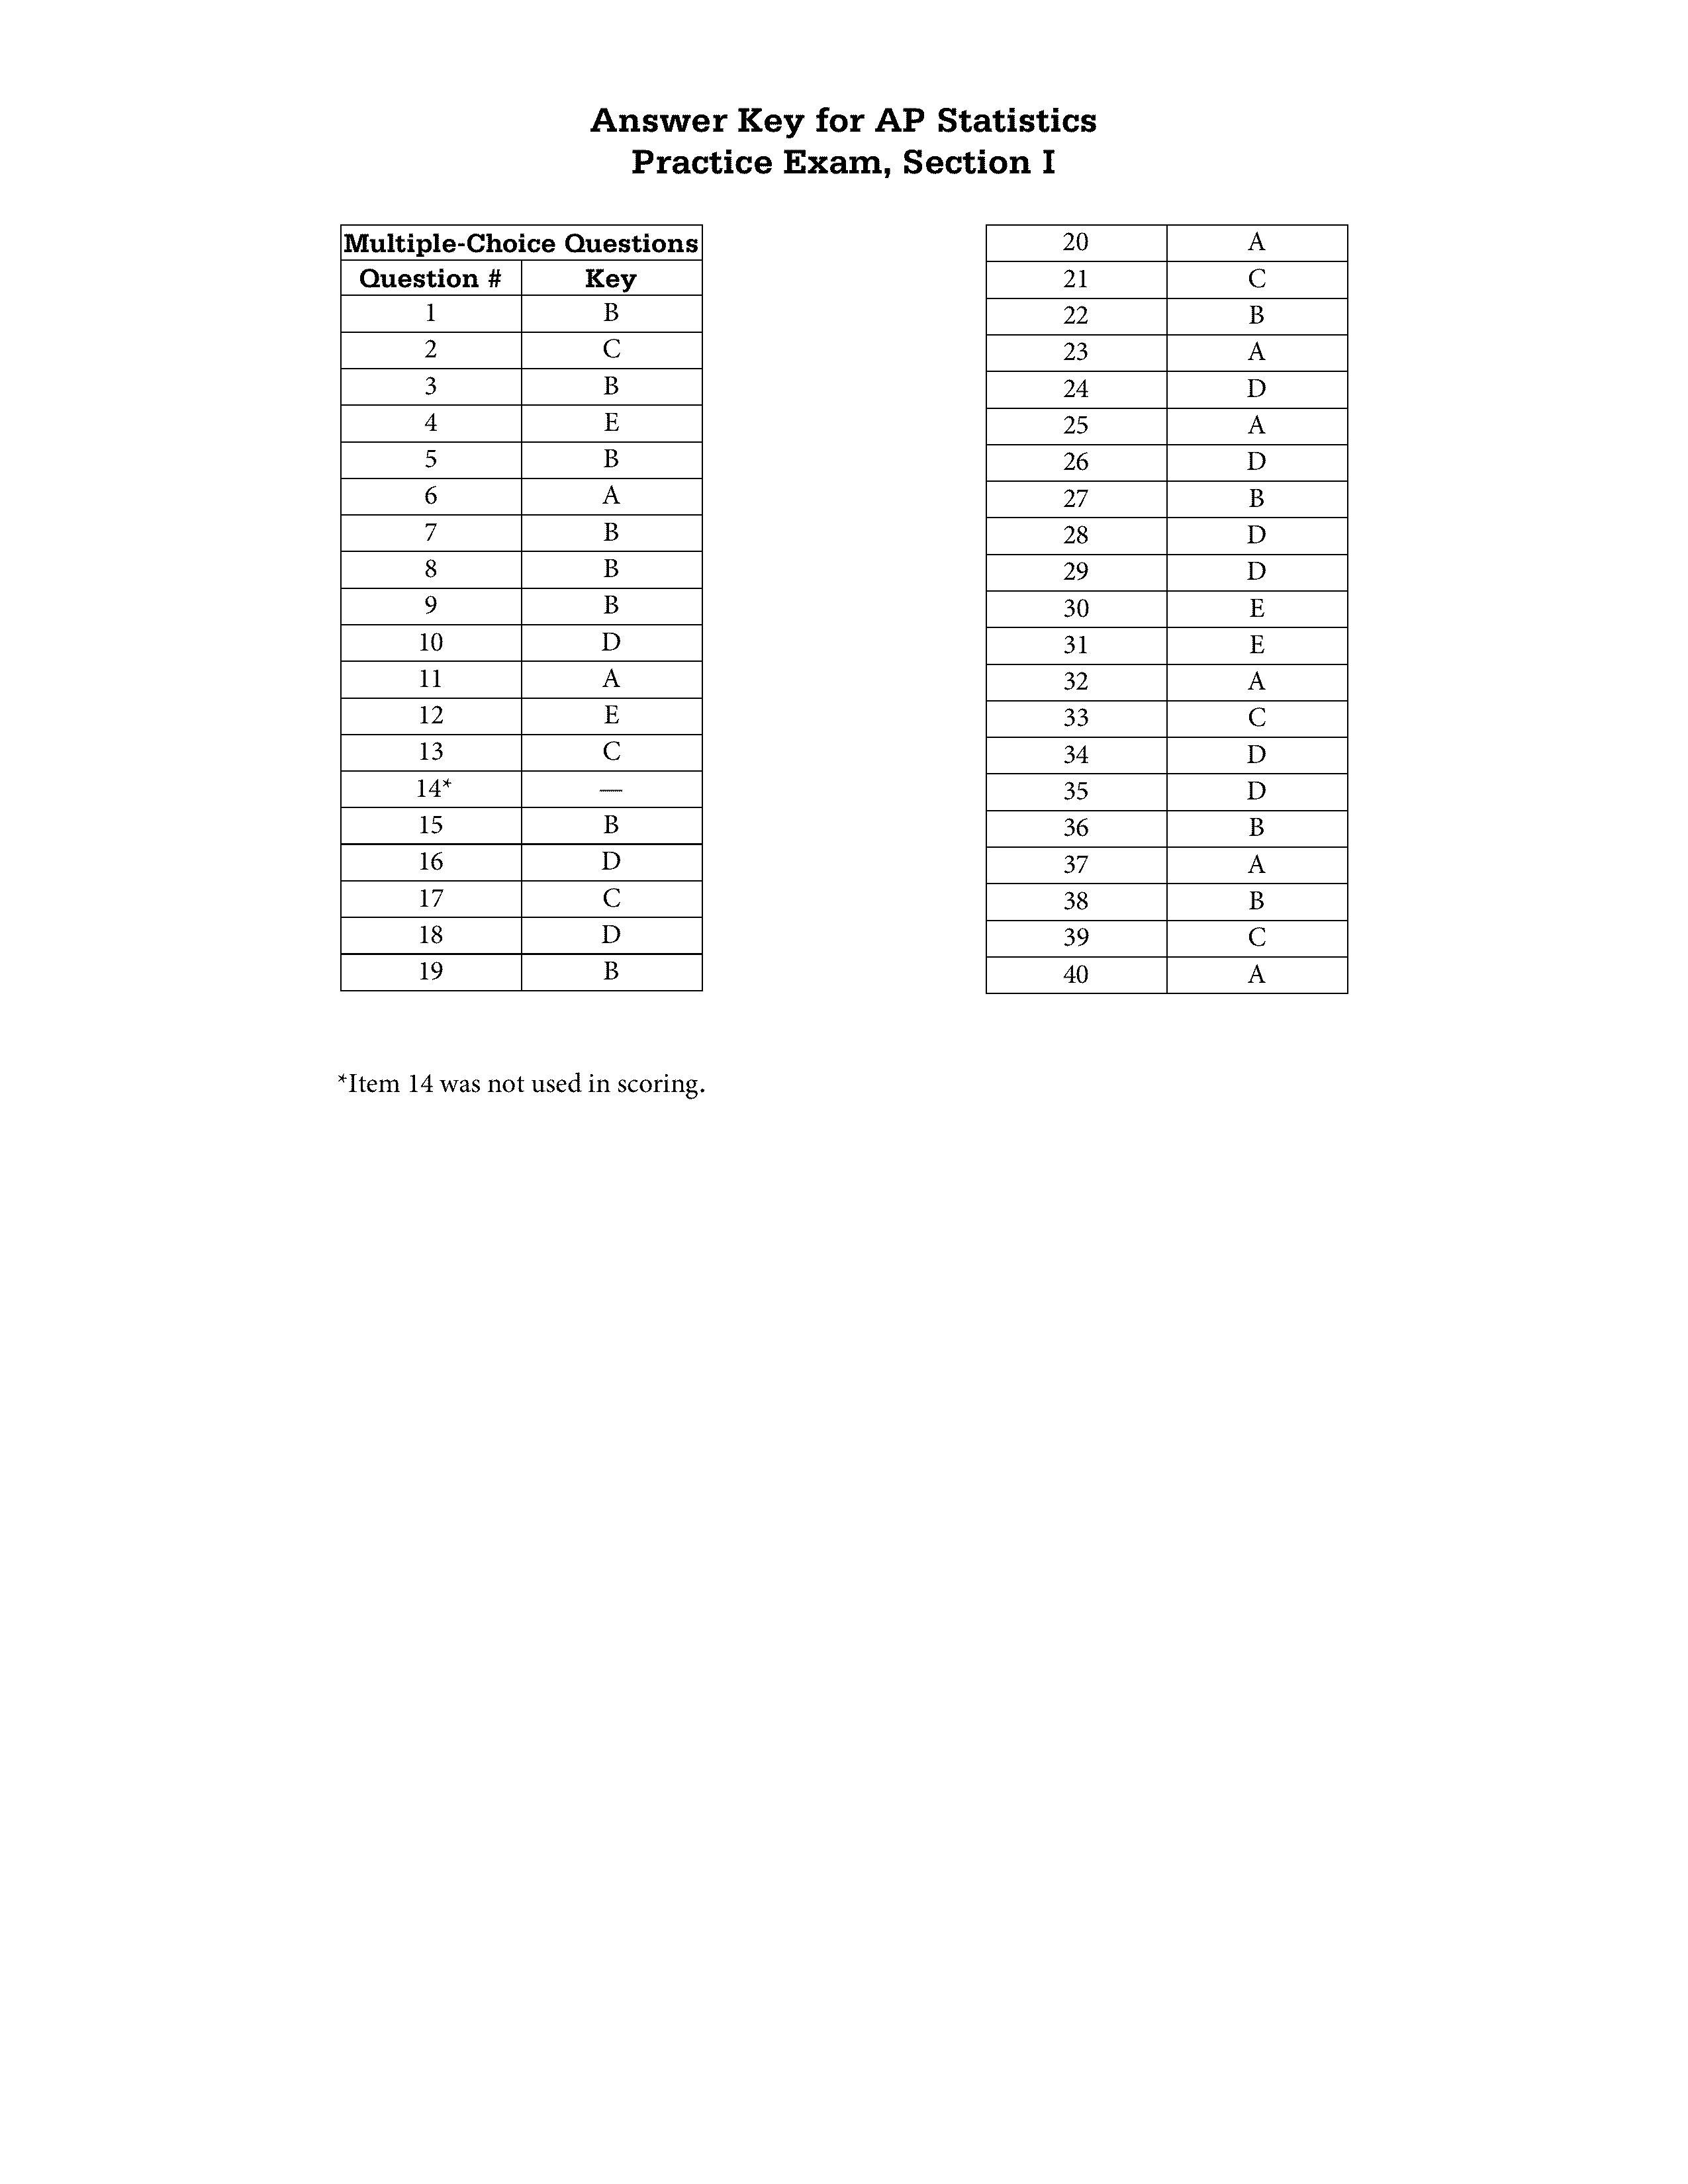 Answer Key for AP Statistics
Practice Exam, Section I
Multiple-Choice Questions
Question # Key
1 B
2 C
3 B
4 E
5 B
6 A
7 B
8 B
9 B
10 D
11 A
12 E
13 C
14* —
15 B
16 D
17 C
18 D
19 B
20 A
21 C
22 B
23 A
24 D
25 A
26 D
27 B
28 D
29 D
30 E
31 E
32 A
33 C
34 D
35 D
36 B
37 A
38 B
39 C
40 A
*Item 14 was not used in scoring.